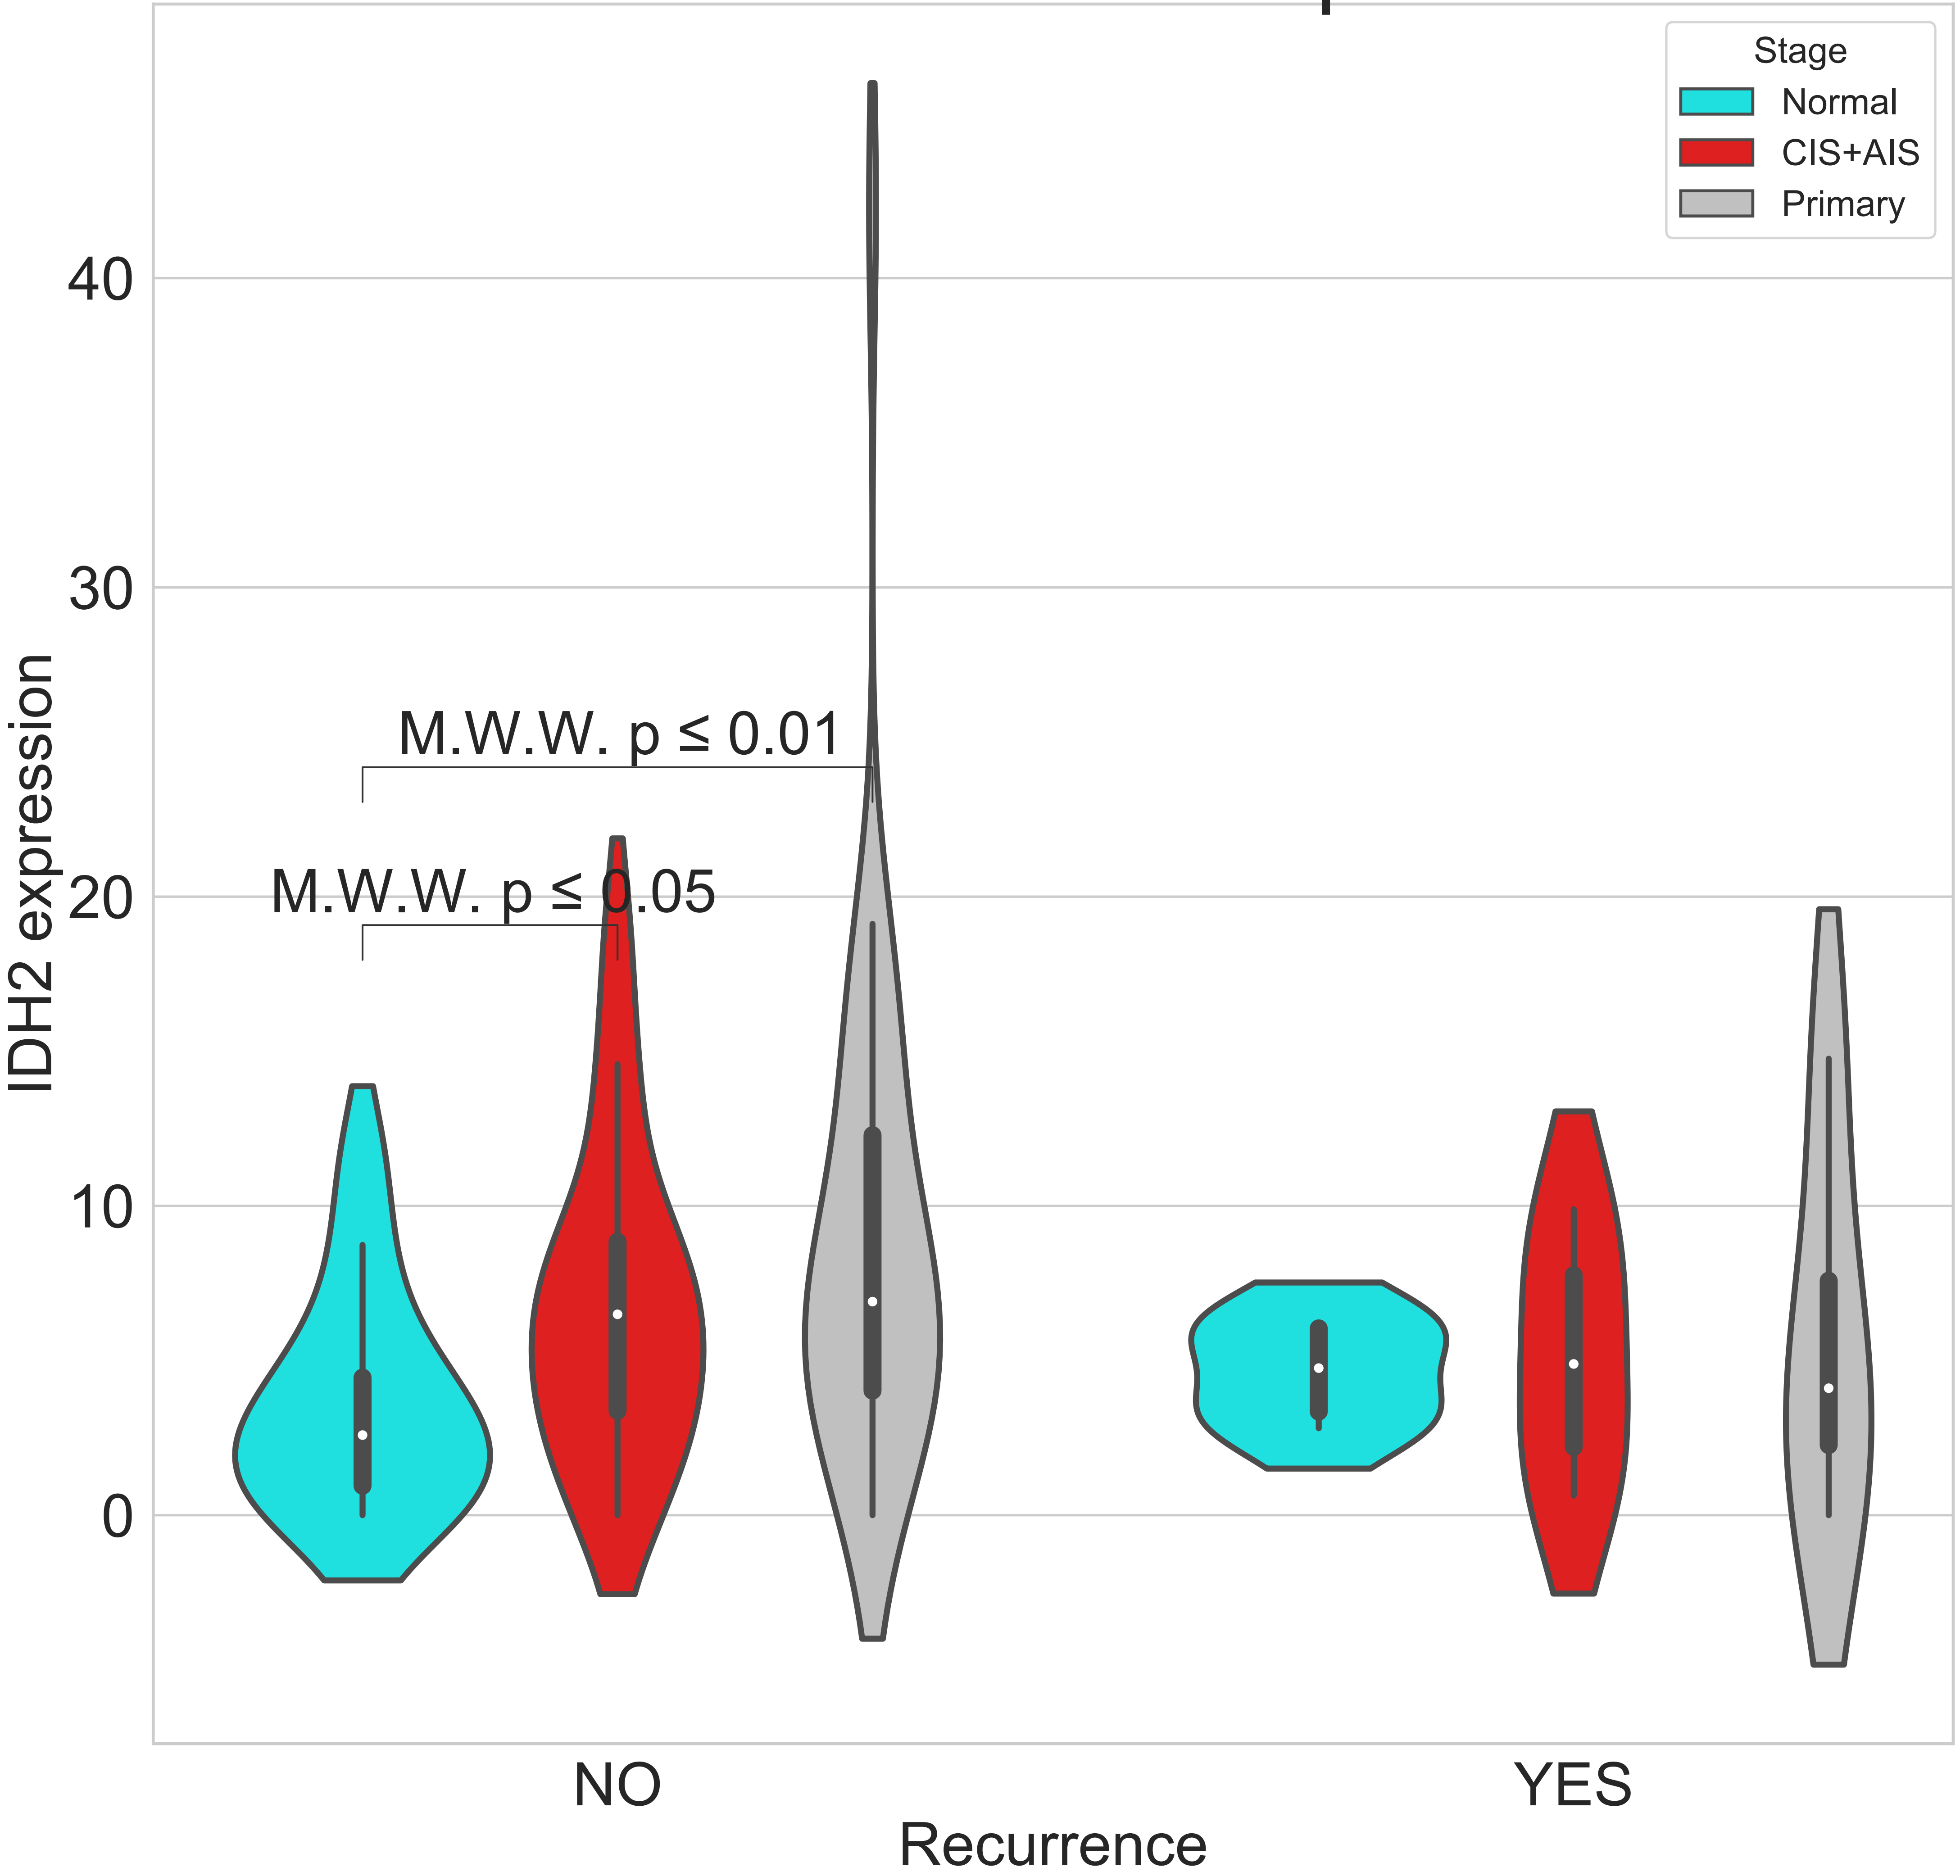 Stage
Normal
CIS+AIS
Primary
40
30
20
10
0
IDH2 expression
M.W.W. p ≤ 0.01
M.W.W. p ≤ 0.05
NO
YES
Recurrence